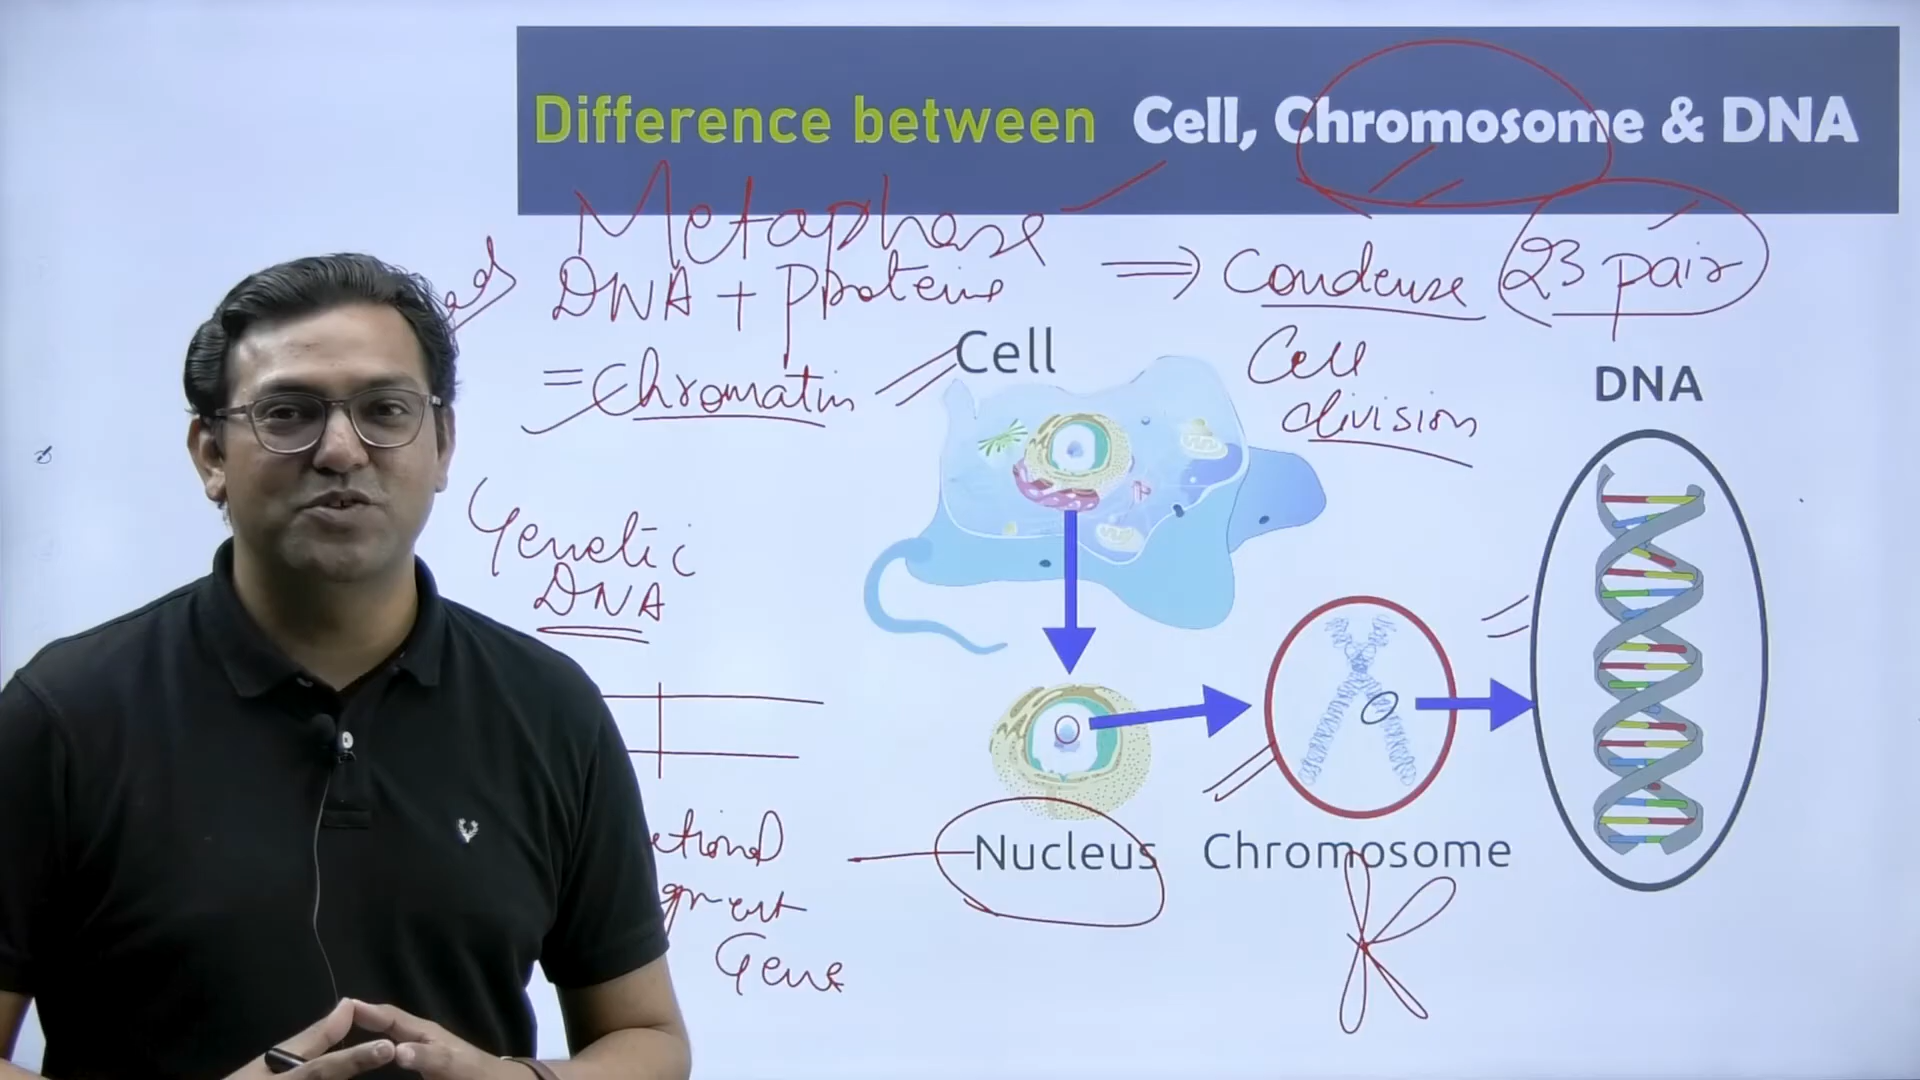 Difference between Cell, Chromosome & DNA
Metaphase
DNA + Proteins ⇒ Condense 23 pair
= Chromatin
Cell
Cell
division
DNA
Genetic
DNA
Nucleus
Chromosome
Gene